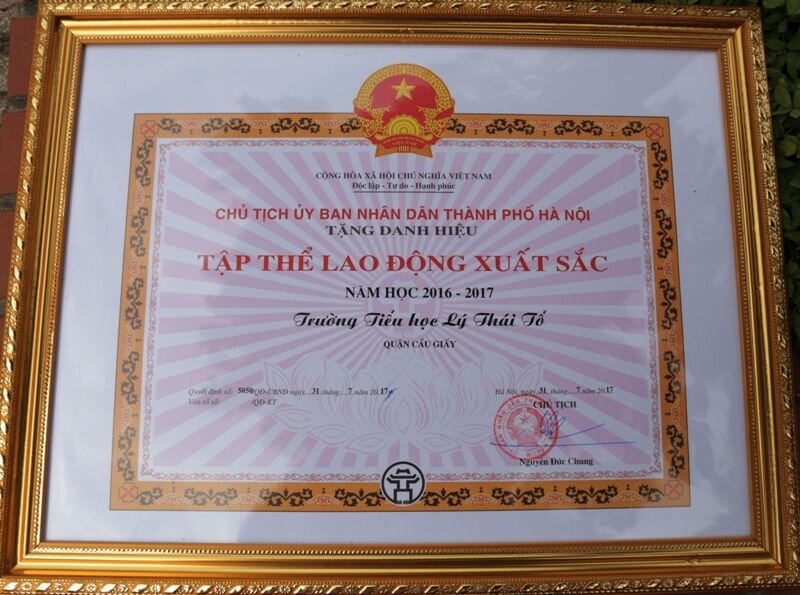 VIỆT NAM
CỘNG HÒA XÃ HỘI CHỦ NGHĨA VIỆT NAM
Độc lập - Tự do - Hạnh phúc
CHỦ TỊCH ỦY BAN NHÂN DÂN THÀNH PHỐ HÀ NỘI
TẶNG DANH HIỆU
TẬP THỂ LAO ĐỘNG XUẤT SẮC
NĂM HỌC 2016 - 2017
Trường Tiểu học Lý Thái Tổ
QUẬN CẦU GIẤY
Quyết định số: 5050/QĐ-UBND ngày 31 tháng 7 năm 2017
Vào sổ số: /QĐ-KT
Hà Nội, ngày 31 tháng 7 năm 2017
CHỦ TỊCH
Nguyễn Đức Chung